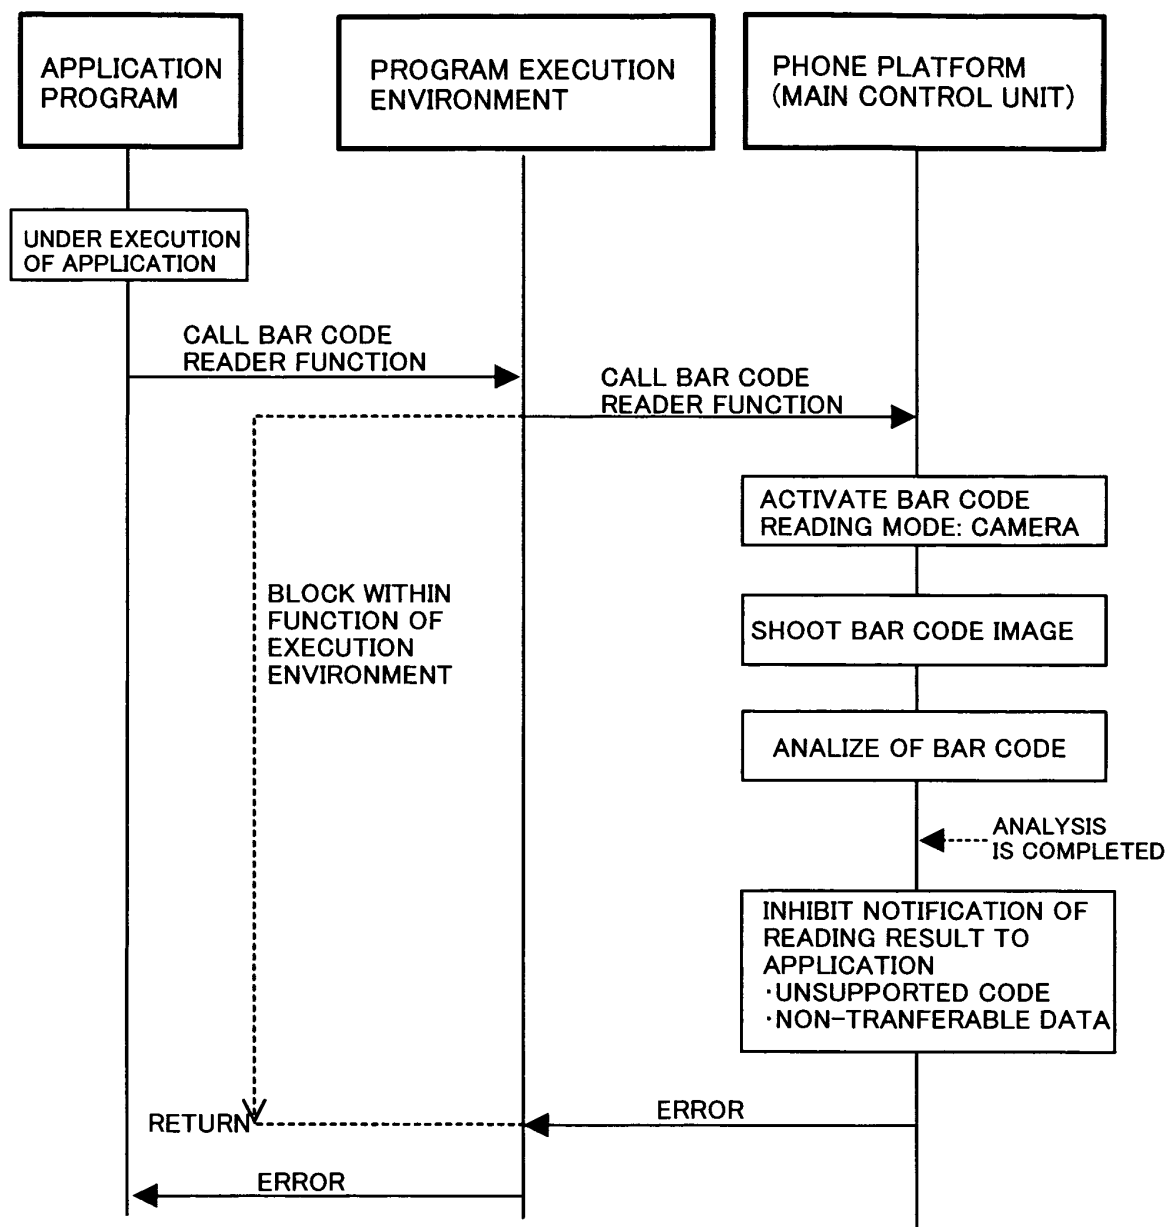 APPLICATION
PROGRAM
PROGRAM EXECUTION
ENVIRONMENT
PHONE PLATFORM
(MAIN CONTROL UNIT)
UNDER EXECUTION
OF APPLICATION
CALL BAR CODE
READER FUNCTION
CALL BAR CODE
READER FUNCTION
ACTIVATE BAR CODE
READING MODE: CAMERA
BLOCK WITHIN
FUNCTION OF
EXECUTION
ENVIRONMENT
SHOOT BAR CODE IMAGE
ANALIZE OF BAR CODE
ANALYSIS
IS COMPLETED
INHIBIT NOTIFICATION OF
READING RESULT TO
APPLICATION
·UNSUPPORTED CODE
·NON-TRANFERABLE DATA
ERROR
RETURN
ERROR